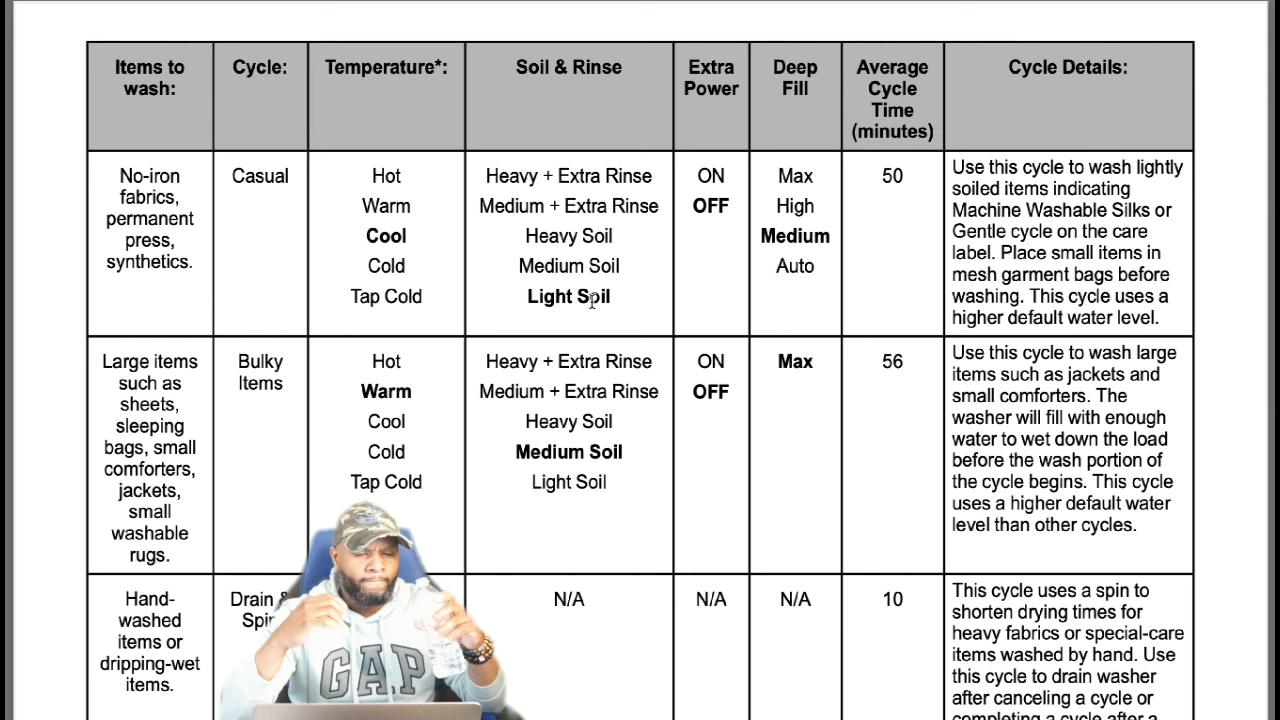 Items to
wash:
Cycle:
Temperature*:
Soil & Rinse
Extra
Power
Deep
Fill
Average
Cycle
Time
(minutes)
Cycle Details:
No-iron
fabrics,
permanent
press,
synthetics.
Casual
Hot
Warm
Cool
Cold
Tap Cold
Heavy + Extra Rinse
Medium + Extra Rinse
Heavy Soil
Medium Soil
Light Soil
ON
OFF
Max
High
Medium
Auto
50
Use this cycle to wash lightly
soiled items indicating
Machine Washable Silks or
Gentle cycle on the care
label. Place small items in
mesh garment bags before
washing. This cycle uses a
higher default water level.
Large items
such as
sheets,
sleeping
bags, small
comforters,
jackets,
small
washable
rugs.
Bulky
Items
Hot
Warm
Cool
Cold
Tap Cold
Heavy + Extra Rinse
Medium + Extra Rinse
Heavy Soil
Medium Soil
Light Soil
ON
OFF
Max
56
Use this cycle to wash large
items such as jackets and
small comforters. The
washer will fill with enough
water to wet down the load
before the wash portion of
the cycle begins. This cycle
uses a higher default water
level than other cycles.
Hand-
washed
items or
dripping-wet
items.
Drain &
Spin
N/A
N/A
N/A
10
This cycle uses a spin to
shorten drying times for
heavy fabrics or special-care
items washed by hand. Use
this cycle to drain washer
after canceling a cycle or
completing a cycle after a
GAP